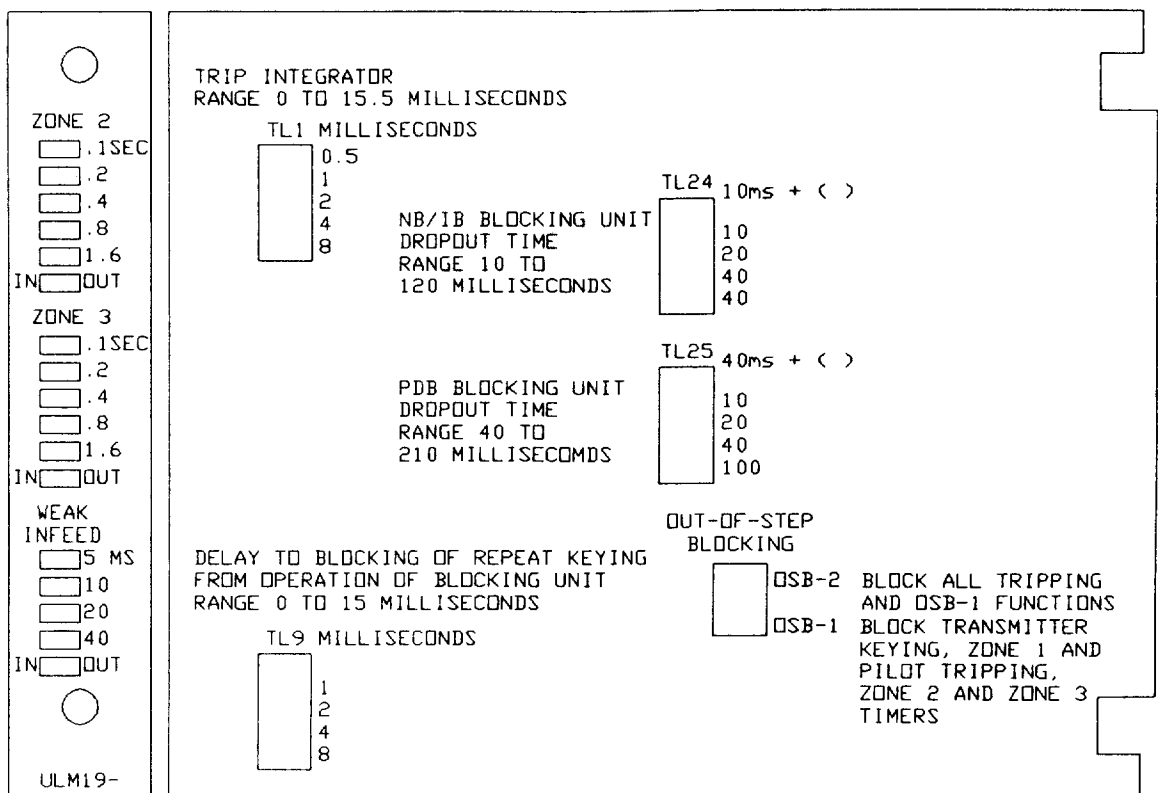 ZONE 2
.1SEC
.2
.4
.8
1.6
IN OUT
ZONE 3
.1SEC
.2
.4
.8
1.6
IN OUT
WEAK
INFEED
5 MS
10
20
40
IN OUT
ULM19-
TRIP INTEGRATOR
RANGE 0 TO 15.5 MILLISECONDS
TL1 MILLISECONDS
0.5
1
2
4
8
NB/IB BLOCKING UNIT
DROPOUT TIME
RANGE 10 TO
120 MILLISECONDS
TL24 10ms + ( )
10
20
40
40
PDB BLOCKING UNIT
DROPOUT TIME
RANGE 40 TO
210 MILLISECOMDS
TL25 40ms + ( )
10
20
40
100
DELAY TO BLOCKING OF REPEAT KEYING
FROM OPERATION OF BLOCKING UNIT
RANGE 0 TO 15 MILLISECONDS
TL9 MILLISECONDS
1
2
4
8
OUT-OF-STEP
BLOCKING
OSB-2 BLOCK ALL TRIPPING
AND OSB-1 FUNCTIONS
OSB-1 BLOCK TRANSMITTER
KEYING, ZONE 1 AND
PILOT TRIPPING,
ZONE 2 AND ZONE 3
TIMERS